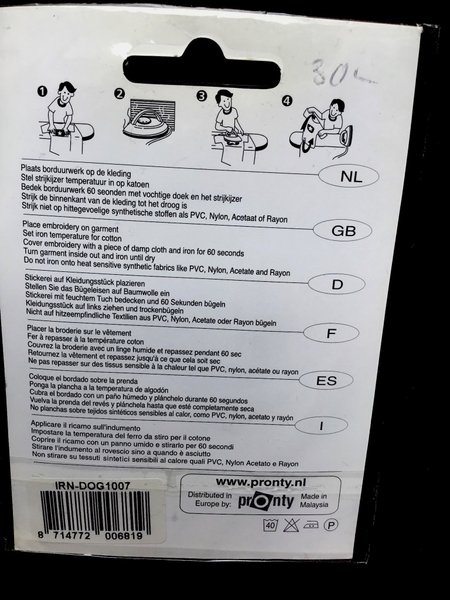 30-
1 2 3 4
Plaats borduurwerk op de kleding
Stel strijkijzer temperatuur in op katoen
Bedek borduurwerk 60 seonden met vochtige doek en het strijkijzer
Strijk de binnenkant van de kleding tot het droog is
Strijk niet op hittegevoelige synthetische stoffen als PVC, Nylon, Acetaat of Rayon
NL
Place embroidery on garment
Set iron temperature for cotton
Cover embroidery with a piece of damp cloth and iron for 60 seconds
Turn garment inside out and iron until dry
Do not iron onto heat sensitive synthetic fabrics like PVC, Nylon, Acetate and Rayon
GB
Stickerei auf Kleidungsstück plazieren
Stellen Sie das Bügeleisen auf Baumwolle ein
Stickerei mit feuchtem Tuch bedecken und 60 Sekunden bügeln
Kleidungsstück auf links ziehen und trockenbügeln
Nicht auf hitzeempfindliche Textilien aus PVC, Nylon, Acetate oder Rayon bügeln
D
Placer la broderie sur le vêtement
Fer à repasser à la température coton
Couvrez la broderie avec une linge humide et repassez pendant 60 sec
Retournez la vêtement et repassez jusqu'à ce que cela soit sec
Ne pas repasser sur des tissus sensible à la chaleur tel que PVC, nylon, acétate ou rayon
F
Coloque el bordado sobre la prenda
Ponga la plancha a la temperatura de algodón
Cubra el bordado con un paño húmedo y plánchelo durante 60 segundos
Vuelva la prenda del revés y plánchela hasta que esté completamente seca
No planchas sobre tejidos sintéticos sensibles al calor, como PVC, nylon, acetato y rayón
ES
Applicare il ricamo sull'indumento
Impostare la temperatura del ferro da stiro per il cotone
Coprire il ricamo con un panno umido e stirarlo per 60 secondi
Stirare l'indumento al rovescio sino a quando è asciutto
Non stirare su tessuti sintetici sensibili al calore quali PVC, Nylon Acetato e Rayon
I
IRN-DOG1007
8 714772 006819
www.pronty.nl
Distributed in Europe by:
pronty
Made in Malaysia
40 P